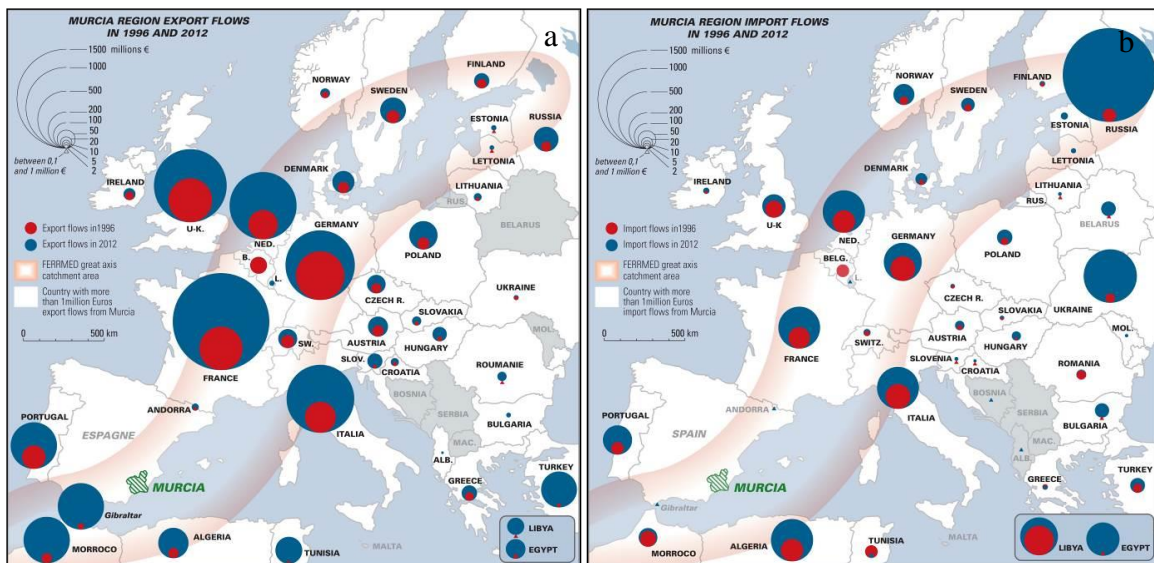 MURCIA REGION EXPORT FLOWS
IN 1996 AND 2012
a
1500 millions €
1000
500
200
100
50
20
10
5
2
between 0,1
and 1 million €
Export flows in1996
Export flows in 2012
FERRMED great axis
catchment area
Country with more
than 1million Euros
export flows from Murcia
0
500 km
NORWAY
FINLAND
SWEDEN
ESTONIA
RUSSIA
LETTONIA
DENMARK
LITHUANIA
RUS.
BELARUS
IRELAND
U-K.
NED.
GERMANY
POLAND
B.
L.
CZECH R.
UKRAINE
SLOVAKIA
MOL.
AUSTRIA
HUNGARY
SW.
SLOV.
CROATIA
FRANCE
ROUMANIE
BOSNIA
SERBIA
ANDORRA
BULGARIA
PORTUGAL
ESPAGNE
ITALIA
MAC.
ALB.
TURKEY
GREECE
MURCIA
Gibraltar
MORROCO
ALGERIA
TUNISIA
MALTA
LIBYA
EGYPT
MURCIA REGION IMPORT FLOWS
IN 1996 AND 2012
b
1500 millions €
1000
500
200
100
50
20
10
5
2
between 0,1
and 1 million €
Import flows in1996
Import flows in 2012
FERRMED great axis
catchment area
Country with more
than 1million Euros
import flows from Murcia
0
500 km
NORWAY
FINLAND
SWEDEN
ESTONIA
RUSSIA
LETTONIA
DENMARK
LITHUANIA
RUS.
BELARUS
IRELAND
U-K
NED.
GERMANY
POLAND
BELG.
L.
CZECH R.
UKRAINE
SLOVAKIA
MOL.
AUSTRIA
HUNGARY
SWITZ.
SLOVENIA
CROATIA
FRANCE
ROMANIA
BOSNIA
SERBIA
ANDORRA
BULGARIA
PORTUGAL
SPAIN
ITALIA
MAC.
ALB.
TURKEY
GREECE
MURCIA
Gibraltar
MORROCO
ALGERIA
TUNISIA
MALTA
LIBYA
EGYPT